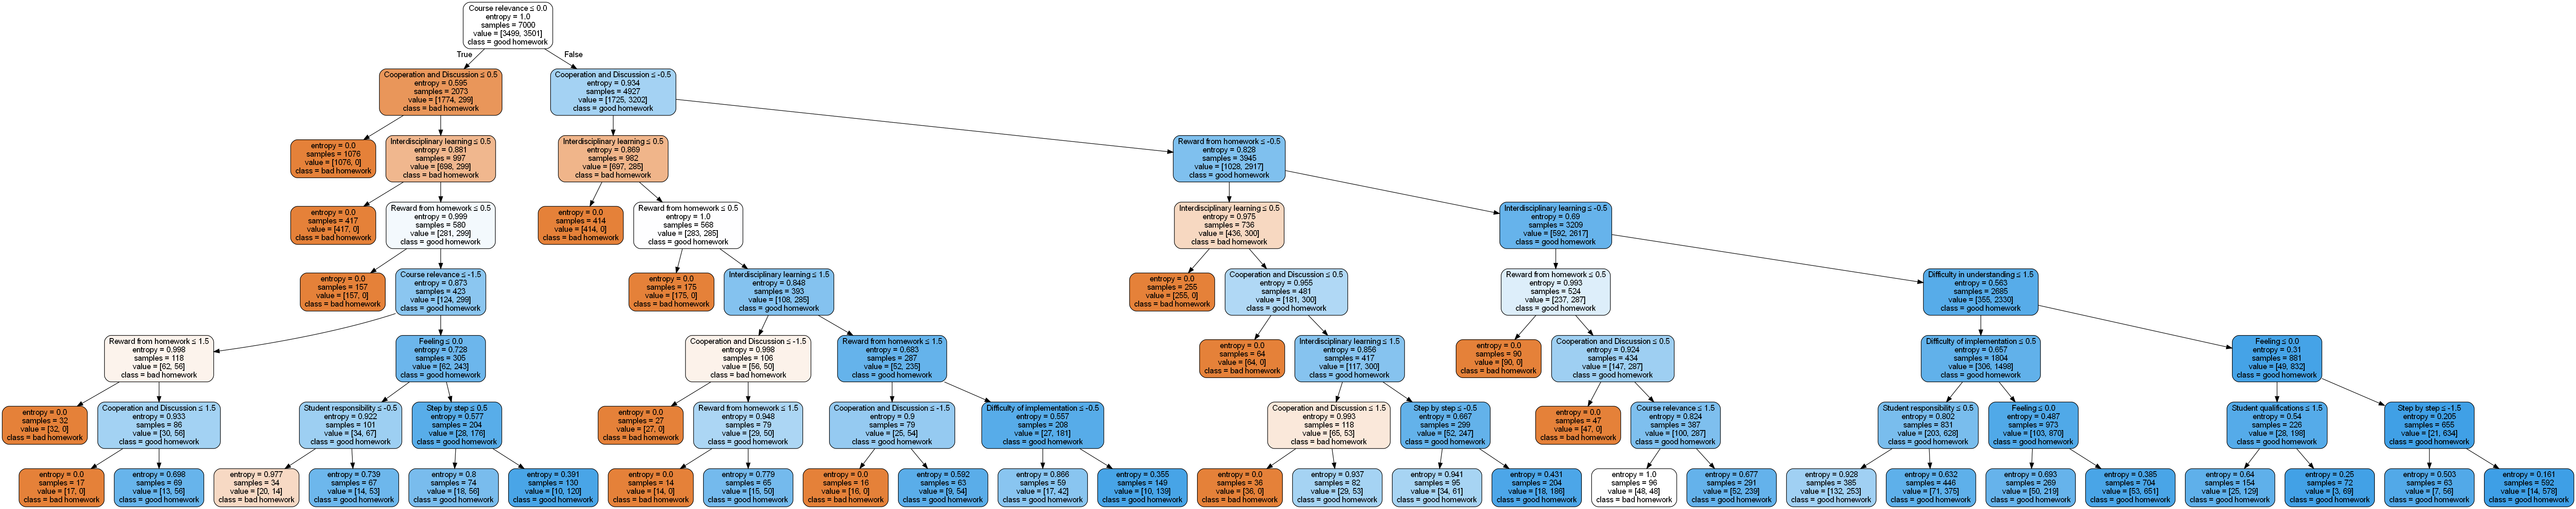 Course relevance ≤ 0.0
entropy = 1.0
samples = 7000
value = [3499, 3501]
class = good homework
True
False
Cooperation and Discussion ≤ 0.5
entropy = 0.595
samples = 2073
value = [1774, 299]
class = bad homework
Cooperation and Discussion ≤ -0.5
entropy = 0.934
samples = 4927
value = [1725, 3202]
class = good homework
entropy = 0.0
samples = 1076
value = [1076, 0]
class = bad homework
Interdisciplinary learning ≤ 0.5
entropy = 0.881
samples = 997
value = [698, 299]
class = bad homework
Interdisciplinary learning ≤ 0.5
entropy = 0.869
samples = 982
value = [697, 285]
class = bad homework
Reward from homework ≤ -0.5
entropy = 0.828
samples = 3945
value = [1028, 2917]
class = good homework
entropy = 0.0
samples = 417
value = [417, 0]
class = bad homework
Reward from homework ≤ 0.5
entropy = 0.999
samples = 580
value = [281, 299]
class = good homework
entropy = 0.0
samples = 414
value = [414, 0]
class = bad homework
Reward from homework ≤ 0.5
entropy = 1.0
samples = 568
value = [283, 285]
class = good homework
Interdisciplinary learning ≤ 0.5
entropy = 0.975
samples = 736
value = [436, 300]
class = bad homework
Interdisciplinary learning ≤ -0.5
entropy = 0.69
samples = 3209
value = [592, 2617]
class = good homework
entropy = 0.0
samples = 157
value = [157, 0]
class = bad homework
Course relevance ≤ -1.5
entropy = 0.873
samples = 423
value = [124, 299]
class = good homework
entropy = 0.0
samples = 175
value = [175, 0]
class = bad homework
Interdisciplinary learning ≤ 1.5
entropy = 0.848
samples = 393
value = [108, 285]
class = good homework
entropy = 0.0
samples = 255
value = [255, 0]
class = bad homework
Cooperation and Discussion ≤ 0.5
entropy = 0.955
samples = 481
value = [181, 300]
class = good homework
Reward from homework ≤ 0.5
entropy = 0.993
samples = 524
value = [237, 287]
class = good homework
Difficulty in understanding ≤ 1.5
entropy = 0.563
samples = 2685
value = [355, 2330]
class = good homework
Reward from homework ≤ 1.5
entropy = 0.998
samples = 118
value = [62, 56]
class = bad homework
Feeling ≤ 0.0
entropy = 0.728
samples = 305
value = [62, 243]
class = good homework
Cooperation and Discussion ≤ -1.5
entropy = 0.998
samples = 106
value = [56, 50]
class = bad homework
Reward from homework ≤ 1.5
entropy = 0.683
samples = 287
value = [52, 235]
class = good homework
entropy = 0.0
samples = 64
value = [64, 0]
class = bad homework
Interdisciplinary learning ≤ 1.5
entropy = 0.856
samples = 417
value = [117, 300]
class = good homework
entropy = 0.0
samples = 90
value = [90, 0]
class = bad homework
Cooperation and Discussion ≤ 0.5
entropy = 0.924
samples = 434
value = [147, 287]
class = good homework
Difficulty of implementation ≤ 0.5
entropy = 0.657
samples = 1804
value = [306, 1498]
class = good homework
Feeling ≤ 0.0
entropy = 0.31
samples = 881
value = [49, 832]
class = good homework
entropy = 0.0
samples = 32
value = [32, 0]
class = bad homework
Cooperation and Discussion ≤ 1.5
entropy = 0.933
samples = 86
value = [30, 56]
class = good homework
Student responsibility ≤ -0.5
entropy = 0.922
samples = 101
value = [34, 67]
class = good homework
Step by step ≤ 0.5
entropy = 0.577
samples = 204
value = [28, 176]
class = good homework
entropy = 0.0
samples = 27
value = [27, 0]
class = bad homework
Reward from homework ≤ 1.5
entropy = 0.948
samples = 79
value = [29, 50]
class = good homework
Cooperation and Discussion ≤ -1.5
entropy = 0.9
samples = 79
value = [25, 54]
class = good homework
Difficulty of implementation ≤ -0.5
entropy = 0.557
samples = 208
value = [27, 181]
class = good homework
Cooperation and Discussion ≤ 1.5
entropy = 0.993
samples = 118
value = [65, 53]
class = bad homework
Step by step ≤ -0.5
entropy = 0.667
samples = 299
value = [52, 247]
class = good homework
entropy = 0.0
samples = 47
value = [47, 0]
class = bad homework
Course relevance ≤ 1.5
entropy = 0.824
samples = 387
value = [100, 287]
class = good homework
Student responsibility ≤ 0.5
entropy = 0.802
samples = 831
value = [203, 628]
class = good homework
Feeling ≤ 0.0
entropy = 0.487
samples = 973
value = [103, 870]
class = good homework
Student qualifications ≤ 1.5
entropy = 0.54
samples = 226
value = [28, 198]
class = good homework
Step by step ≤ -1.5
entropy = 0.205
samples = 655
value = [21, 634]
class = good homework
entropy = 0.0
samples = 17
value = [17, 0]
class = bad homework
entropy = 0.698
samples = 69
value = [13, 56]
class = good homework
entropy = 0.977
samples = 34
value = [20, 14]
class = bad homework
entropy = 0.739
samples = 67
value = [14, 53]
class = good homework
entropy = 0.8
samples = 74
value = [18, 56]
class = good homework
entropy = 0.391
samples = 130
value = [10, 120]
class = good homework
entropy = 0.0
samples = 14
value = [14, 0]
class = bad homework
entropy = 0.779
samples = 65
value = [15, 50]
class = good homework
entropy = 0.0
samples = 16
value = [16, 0]
class = bad homework
entropy = 0.592
samples = 63
value = [9, 54]
class = good homework
entropy = 0.866
samples = 59
value = [17, 42]
class = good homework
entropy = 0.355
samples = 149
value = [10, 139]
class = good homework
entropy = 0.0
samples = 36
value = [36, 0]
class = bad homework
entropy = 0.937
samples = 82
value = [29, 53]
class = good homework
entropy = 0.941
samples = 95
value = [34, 61]
class = good homework
entropy = 0.431
samples = 204
value = [18, 186]
class = good homework
entropy = 1.0
samples = 96
value = [48, 48]
class = bad homework
entropy = 0.677
samples = 291
value = [52, 239]
class = good homework
entropy = 0.928
samples = 385
value = [132, 253]
class = good homework
entropy = 0.632
samples = 446
value = [71, 375]
class = good homework
entropy = 0.693
samples = 269
value = [50, 219]
class = good homework
entropy = 0.385
samples = 704
value = [53, 651]
class = good homework
entropy = 0.64
samples = 154
value = [25, 129]
class = good homework
entropy = 0.25
samples = 72
value = [3, 69]
class = good homework
entropy = 0.503
samples = 63
value = [7, 56]
class = good homework
entropy = 0.161
samples = 592
value = [14, 578]
class = good homework